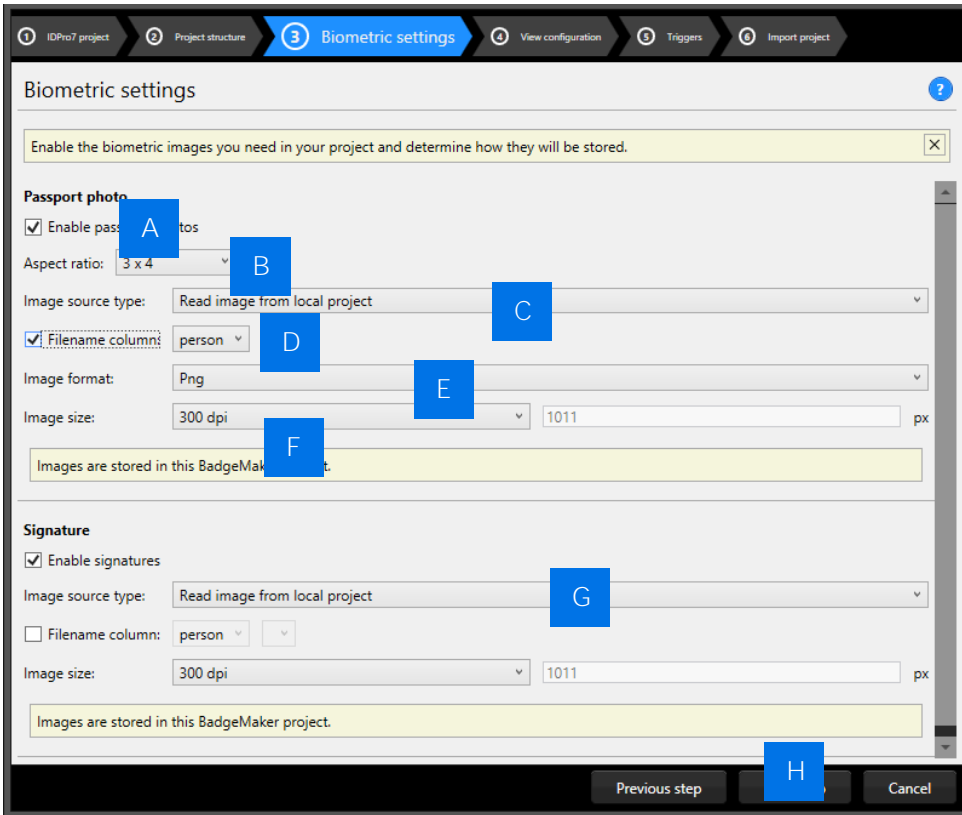 1 IDPro7 project 2 Project structure 3 Biometric settings 4 View configuration 5 Triggers 6 Import project
Biometric settings ?
Enable the biometric images you need in your project and determine how they will be stored.
Passport photo
Enable A
Aspect ratio: 3 x 4 B
Image source type: Read image from local project C
Filename column: person D
Image format: Png E
Image size: 300 dpi 1011 px
F
Images are stored in this
Signature
Enable signatures
Image source type: Read image from local project G
Filename column: person
Image size: 300 dpi 1011 px
Images are stored in this BadgeMaker project.
Previous step H Cancel